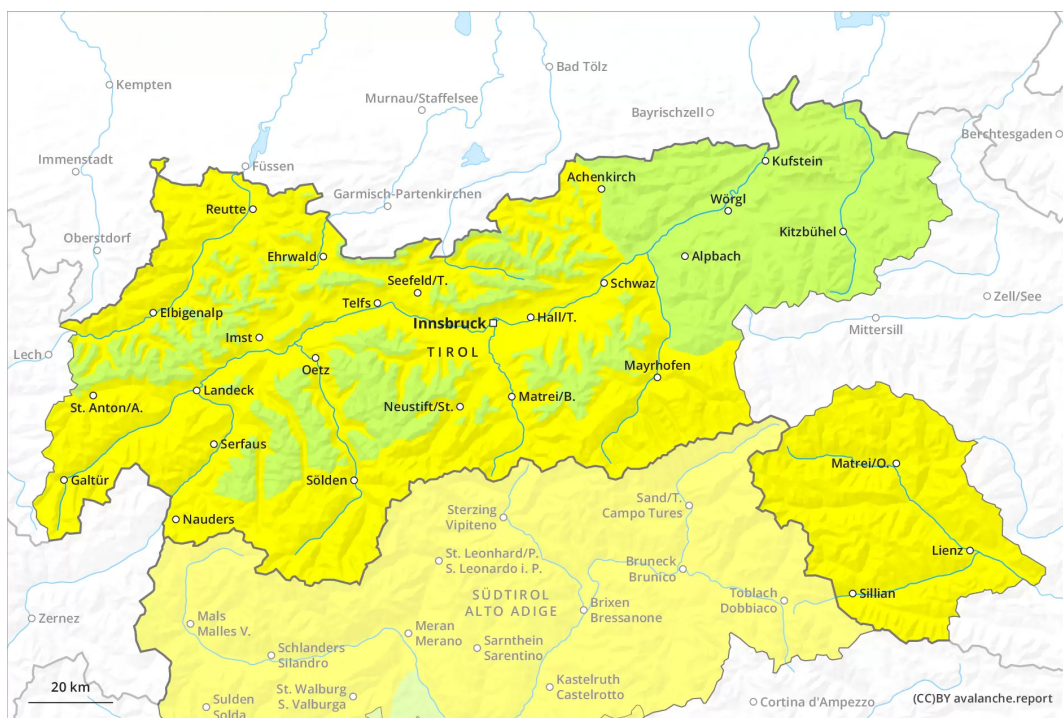 Kempten
Bad Tölz
Murnau/Staffelsee
Bayrischzell
Berchtesgaden
Immenstadt
Füssen
Kufstein
Garmisch-Partenkirchen
Achenkirch
Reutte
Wörgl
Oberstdorf
Kitzbühel
Ehrwald
Alpbach
Seefeld/T.
Schwaz
Zell/See
Telfs
Elbigenalp
Hall/T.
Innsbruck
Mittersill
Imst
Lech
TIROL
Oetz
Mayrhofen
Landeck
St. Anton/A.
Neustift/St.
Matrei/B.
Serfaus
Matrei/O.
Galtür
Sölden
Sand/T.
Campo Tures
Sterzing
Vipiteno
Nauders
Lienz
St. Leonhard/P.
S. Leonardo i. P.
Bruneck
Brunico
SÜDTIROL
ALTO ADIGE
Sillian
Toblach
Dobbiaco
Brixen
Bressanone
Zernez
Mals
Malles V.
Meran
Merano
Sarnthein
Sarentino
Schlanders
Silandro
Kastelruth
Castelrotto
20 km
St. Walburg
S. Valburga
Sulden
Solda
Cortina d'Ampezzo
(CC)BY avalanche.report